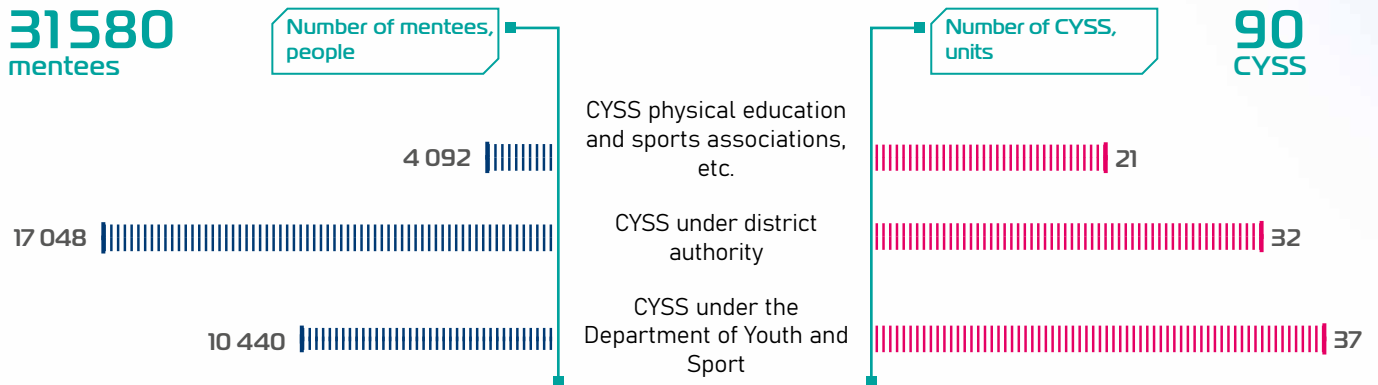 31580
mentees
Number of mentees,
people
Number of CYSS,
units
90
CYSS
4 092
CYSS physical education
and sports associations,
etc.
21
17 048
CYSS under district
authority
32
10 440
CYSS under the
Department of Youth and
Sport
37